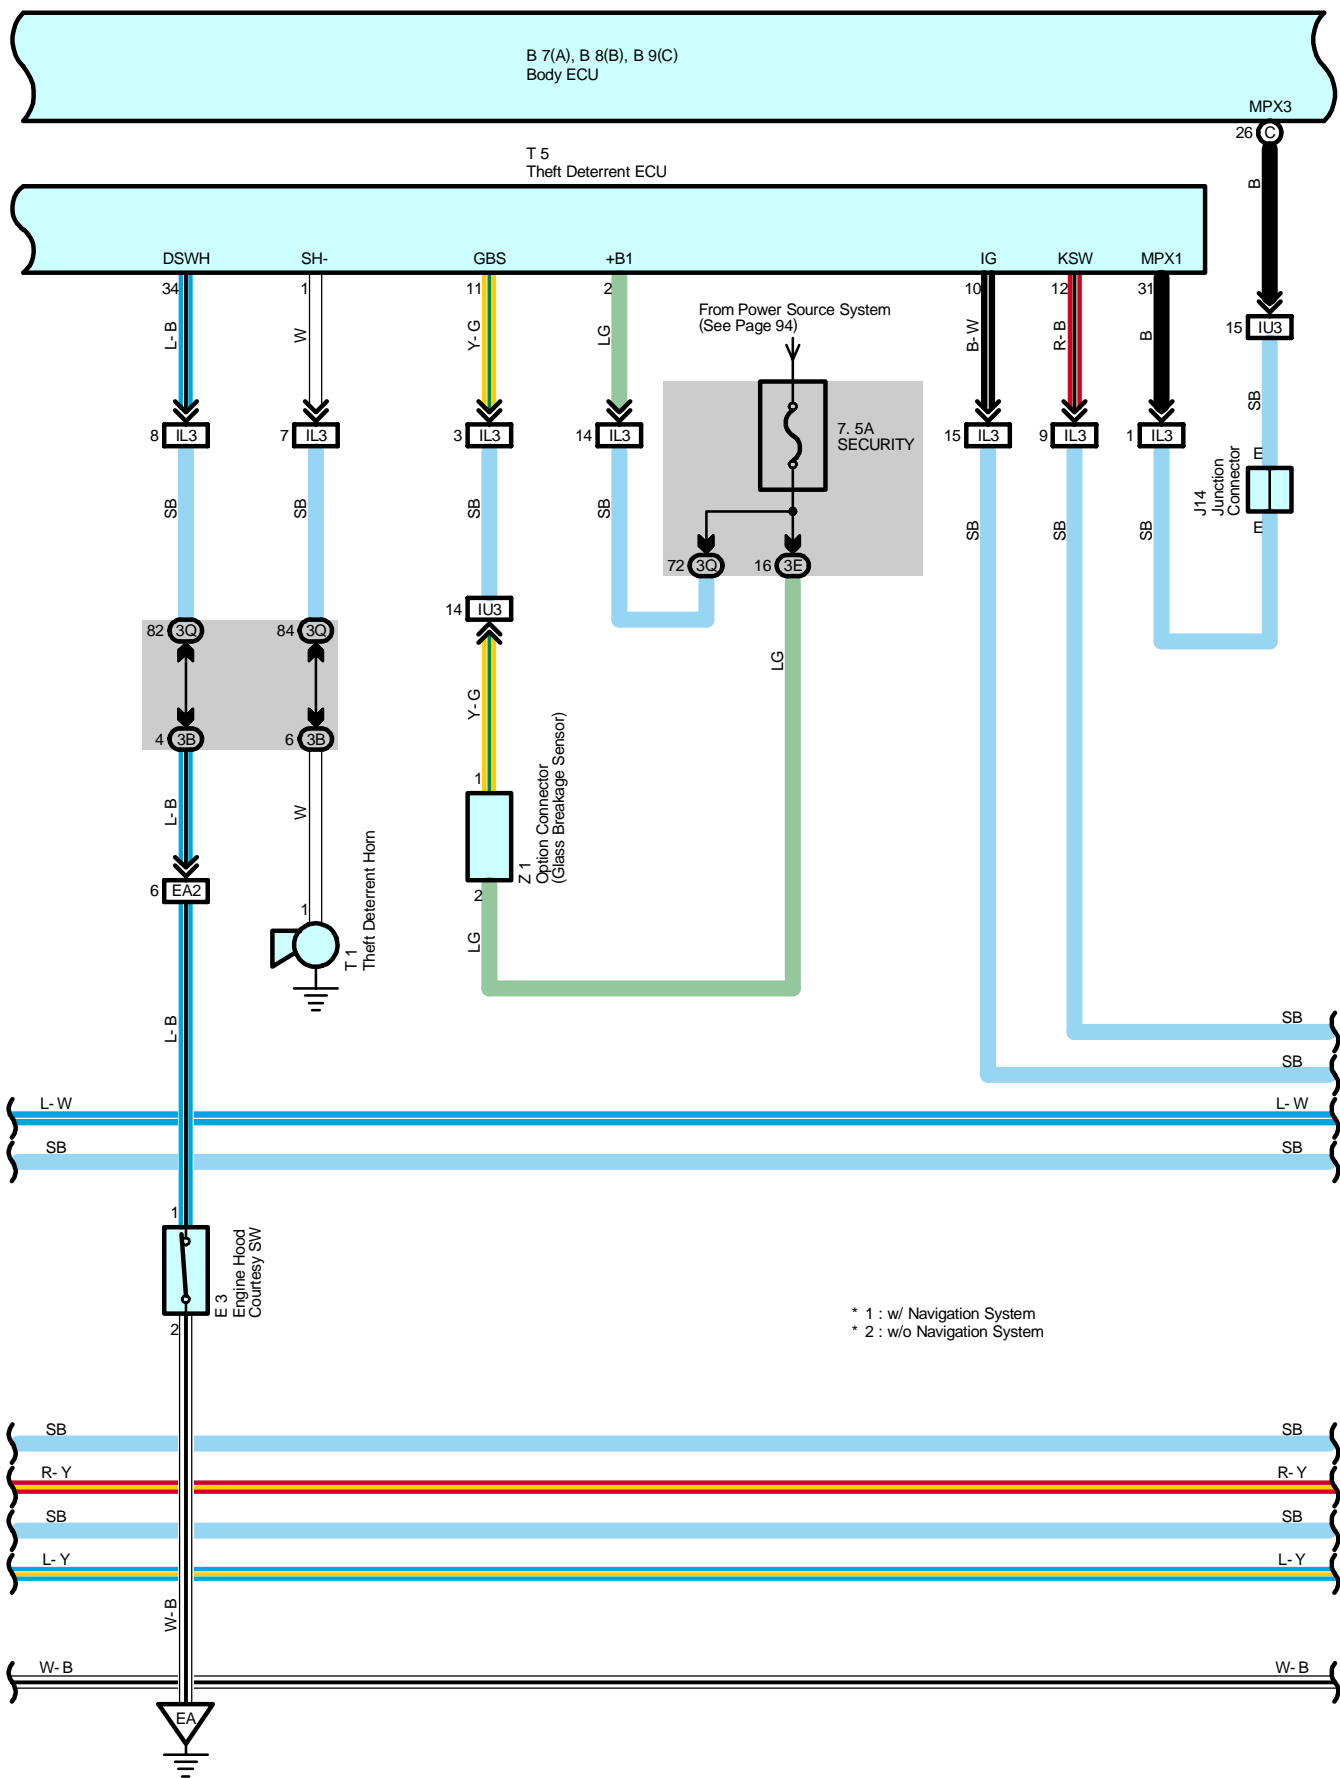 B 7(A), B 8(B), B 9(C)
Body ECU
MPX3
26 C
B
T 5
Theft Deterrent ECU
DSWH
SH-
GBS
+B1
IG
KSW
MPX1
34
1
11
2
10
12
31
L- B
W
Y- G
LG
B- W
R- B
B
From Power Source System
(See Page 94)
15 IU3
7. 5A
SECURITY
8 IL3
7 IL3
3 IL3
14 IL3
15 IL3
9 IL3
1 IL3
SB
SB
SB
SB
SB
SB
SB
SB
E
J14
Junction
Connector
E
72 3Q
16 3E
14 IU3
82 3Q
84 3Q
LG
Y- G
4 3B
6 3B
1
L- B
W
Z 1
Option Connector
(Glass Breakage Sensor)
2
6 EA2
1
T 1
Theft Deterrent Horn
LG
L- B
SB
SB
L- W
L- W
SB
SB
1
E 3
Engine Hood
Courtesy SW
2
* 1 : w/ Navigation System
* 2 : w/o Navigation System
SB
SB
R- Y
R- Y
SB
SB
L- Y
L- Y
W- B
W- B
W- B
EA